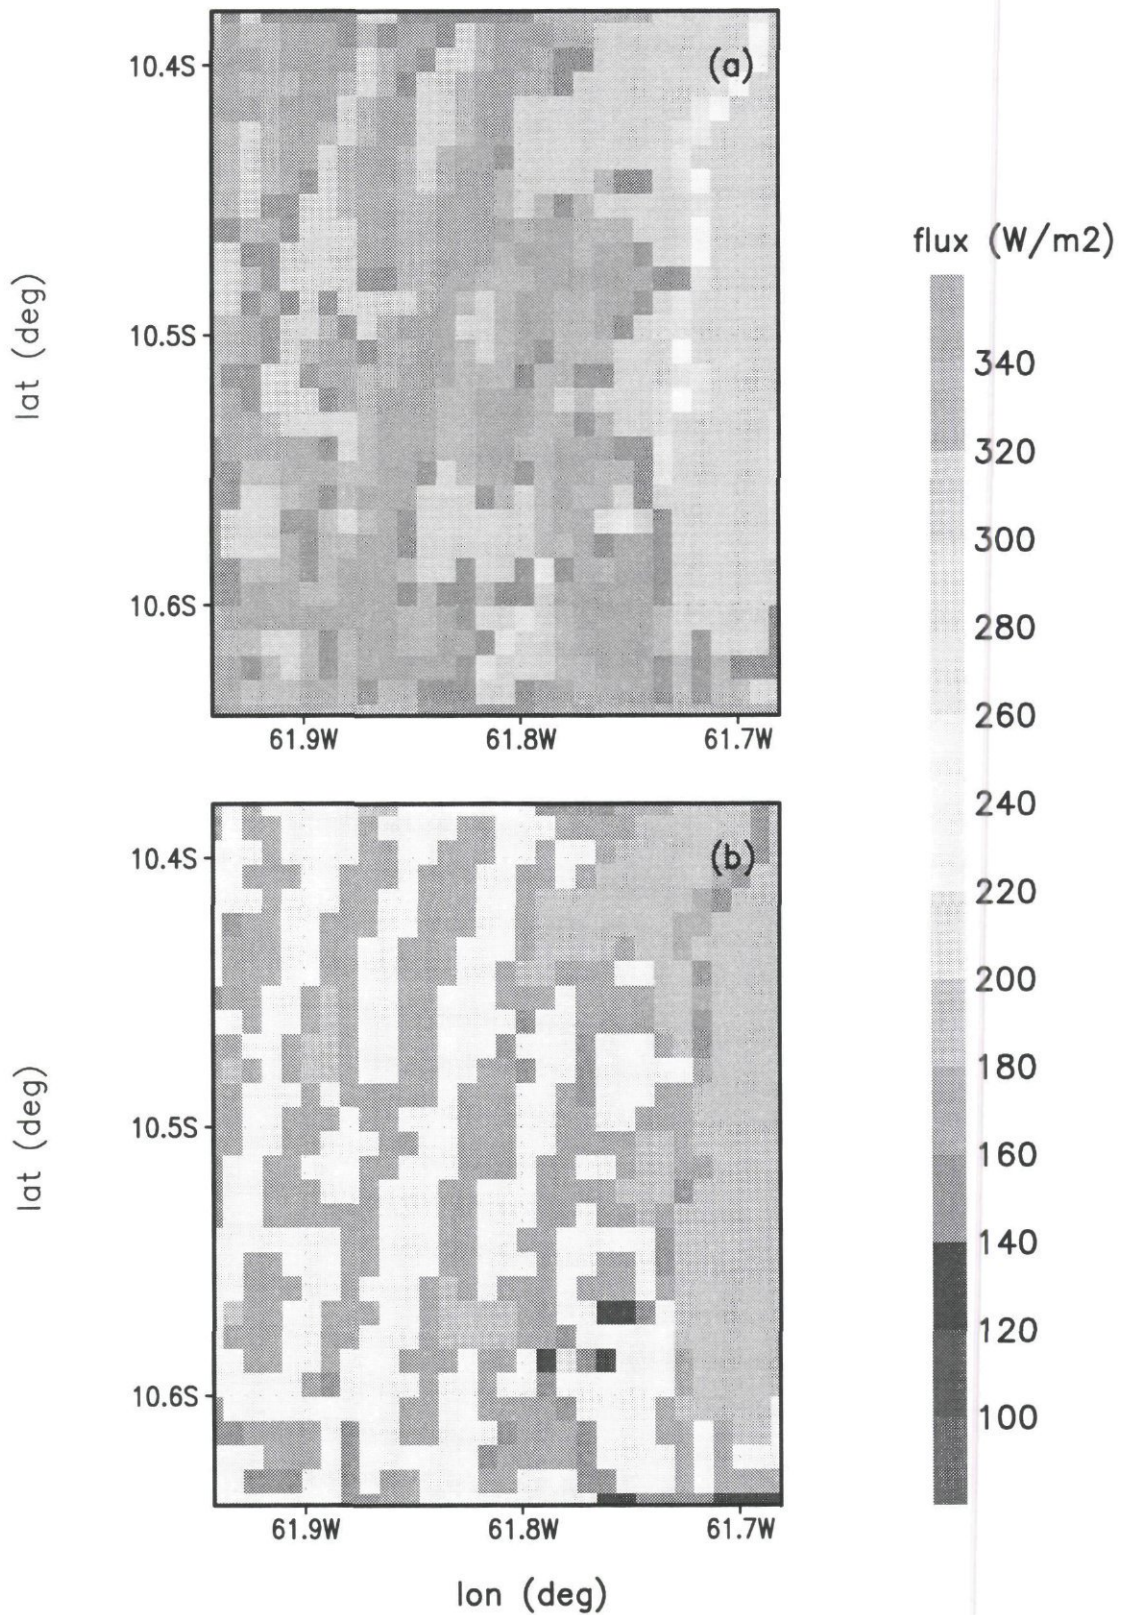 (a)
lat (deg)
10.4S
10.5S
10.6S
61.9W 61.8W 61.7W
(b)
lat (deg)
10.4S
10.5S
10.6S
61.9W 61.8W 61.7W
lon (deg)
flux (W/m2)
340
320
300
280
260
240
220
200
180
160
140
120
100